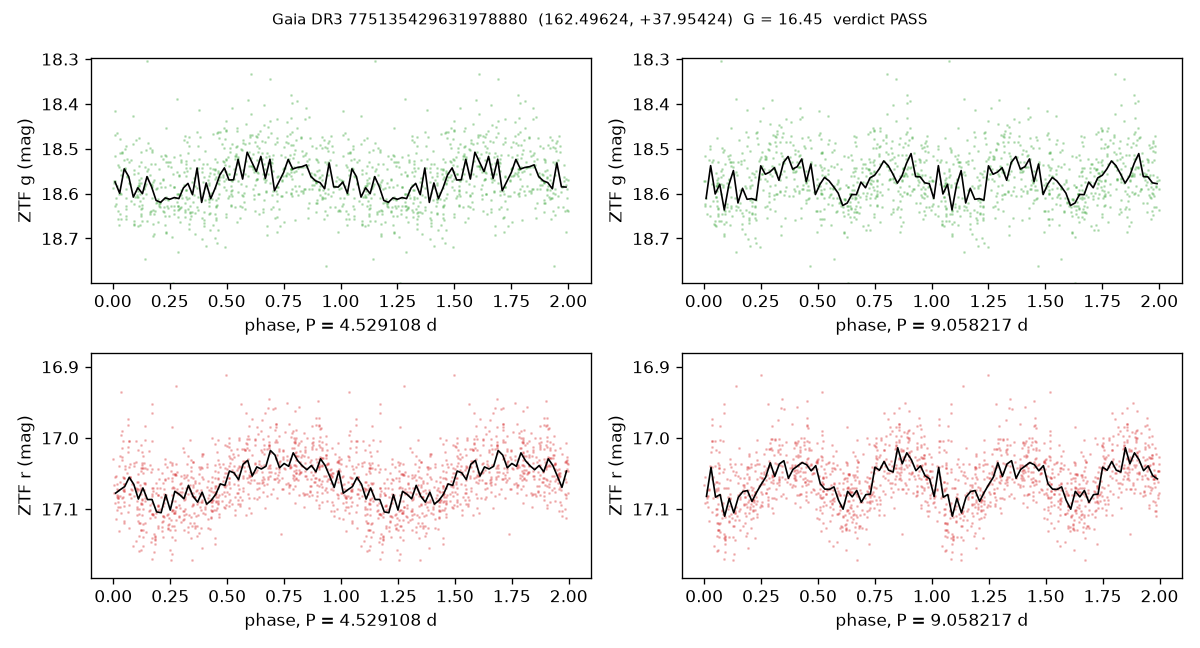 Gaia DR3 775135429631978880  (162.49624, +37.95424)  G = 16.45  verdict PASS
18.3
18.4
18.5
18.6
18.7
ZTF g (mag)
0.00 0.25 0.50 0.75 1.00 1.25 1.50 1.75 2.00
phase, P = 4.529108 d
18.3
18.4
18.5
18.6
18.7
ZTF g (mag)
0.00 0.25 0.50 0.75 1.00 1.25 1.50 1.75 2.00
phase, P = 9.058217 d
16.9
17.0
17.1
ZTF r (mag)
0.00 0.25 0.50 0.75 1.00 1.25 1.50 1.75 2.00
phase, P = 4.529108 d
16.9
17.0
17.1
ZTF r (mag)
0.00 0.25 0.50 0.75 1.00 1.25 1.50 1.75 2.00
phase, P = 9.058217 d